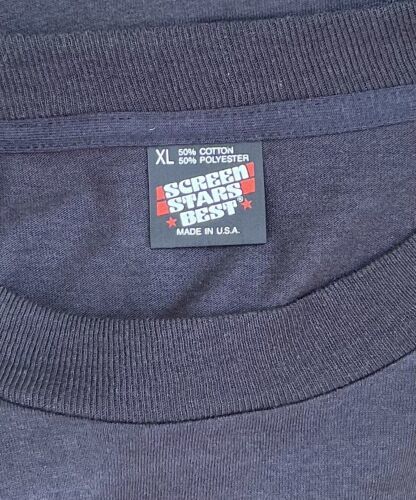 XL 50% COTTON
50% POLYESTER
SCREEN
STARS
BEST®
MADE IN U.S.A.